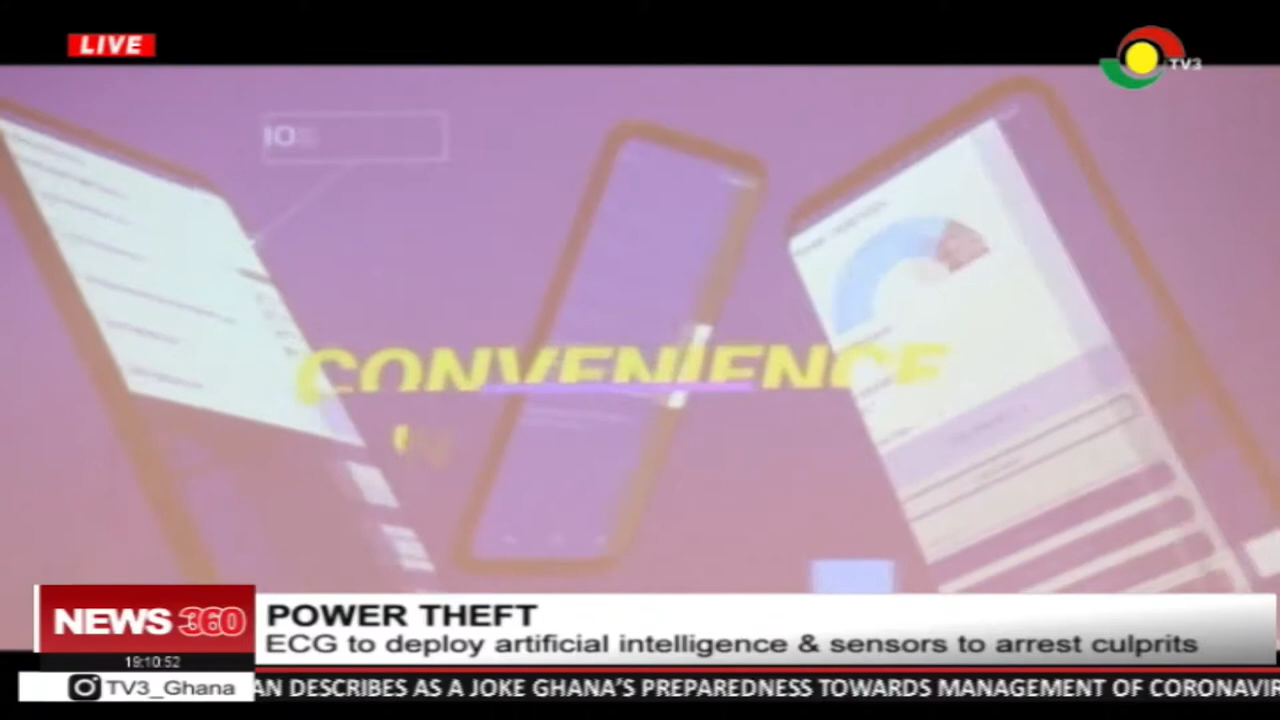 LIVE
TV3
CONVENIENCE
NEWS 360
POWER THEFT
ECG to deploy artificial intelligence & sensors to arrest culprits
19:10:52
TV3_Ghana
AN DESCRIBES AS A JOKE GHANA'S PREPAREDNESS TOWARDS MANAGEMENT OF CORONAVIR